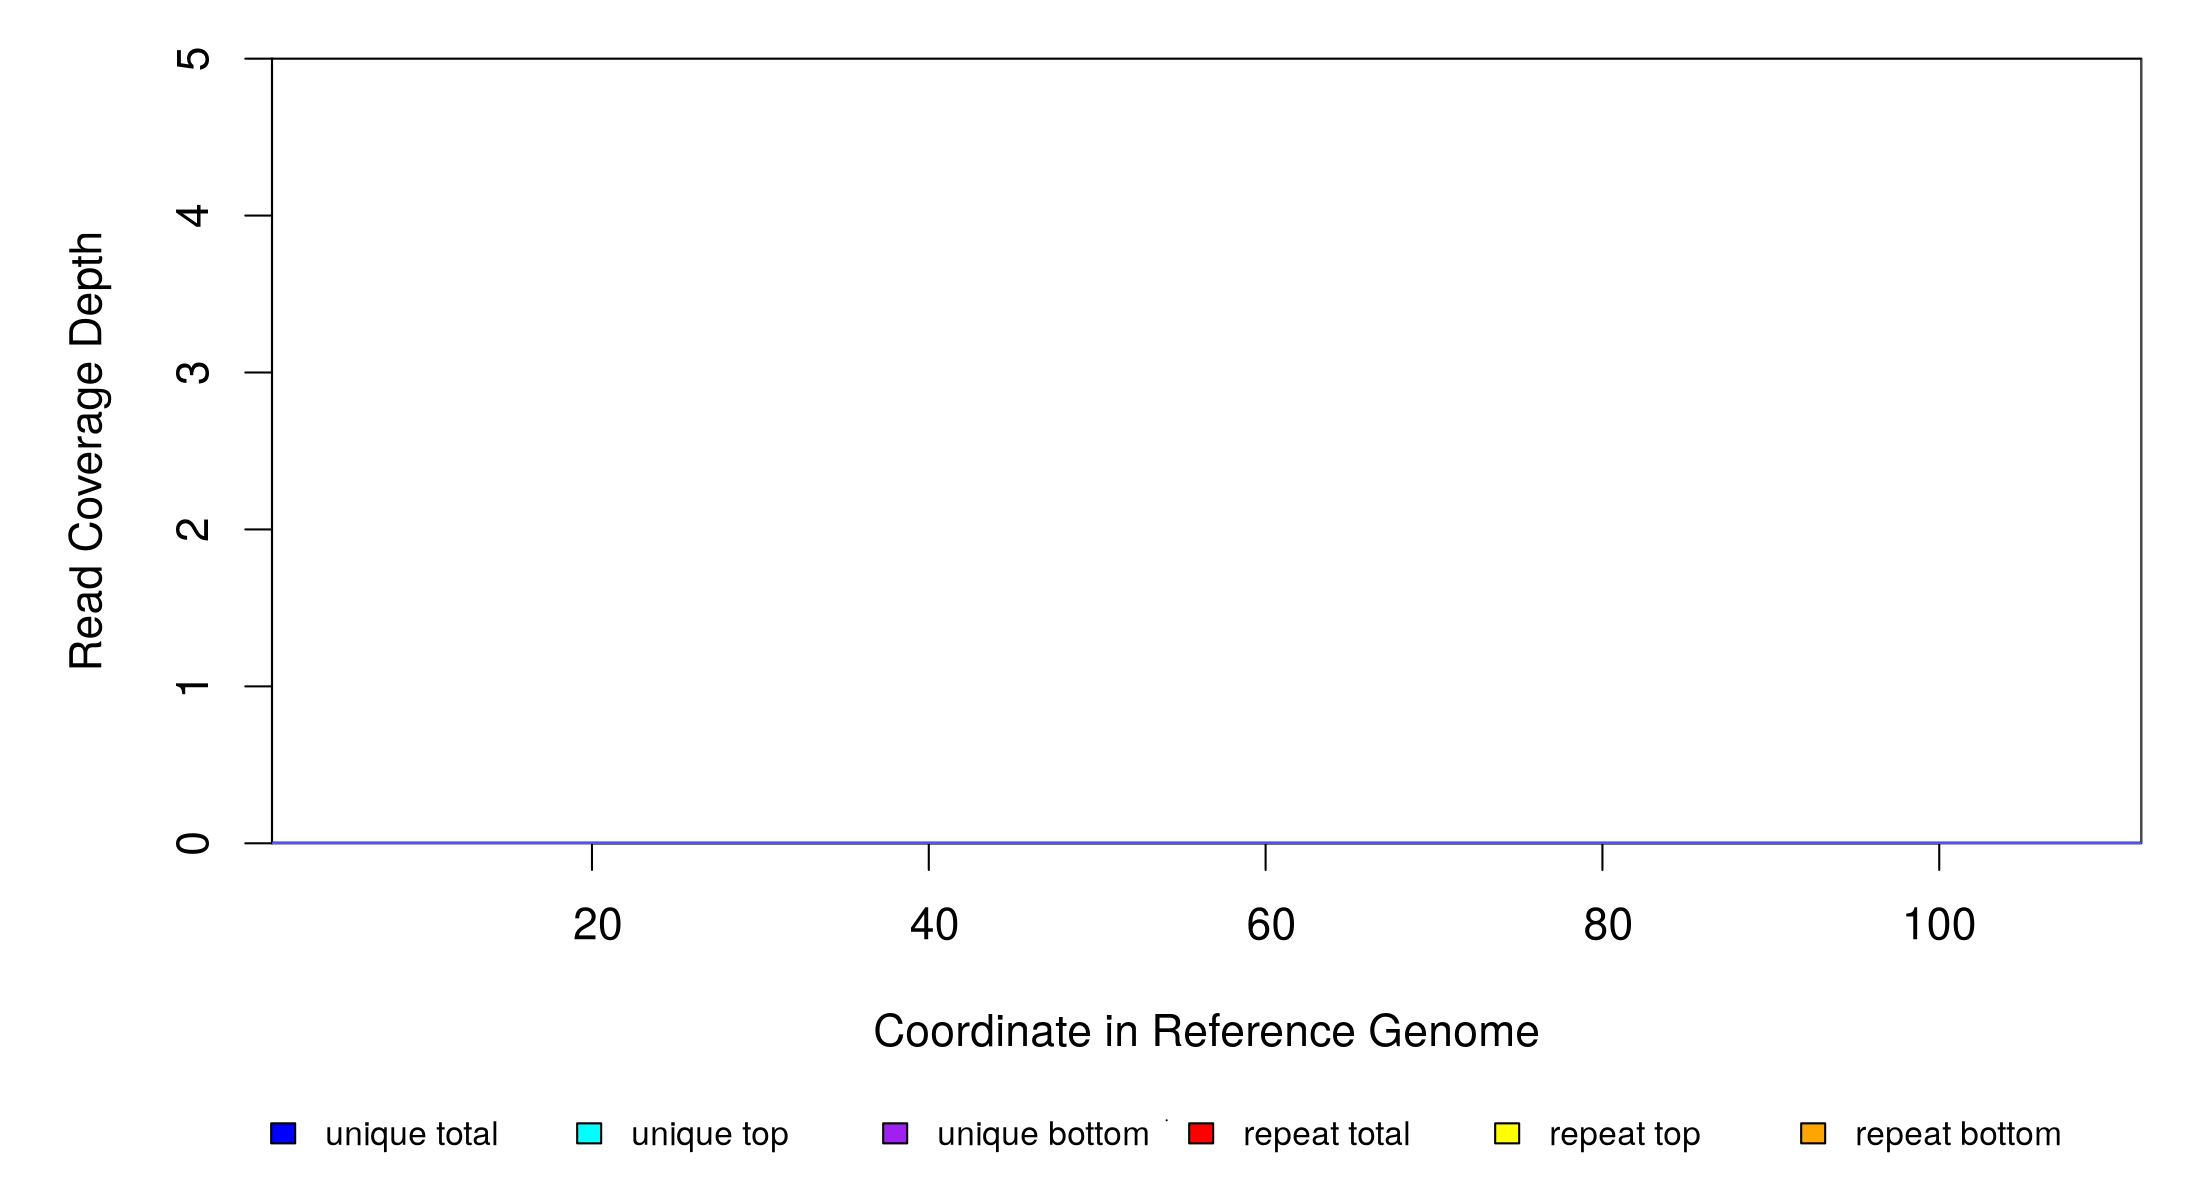 5
4
3
2
1
0
Read Coverage Depth
20 40 60 80 100
Coordinate in Reference Genome
unique total unique top unique bottom repeat total repeat top repeat bottom